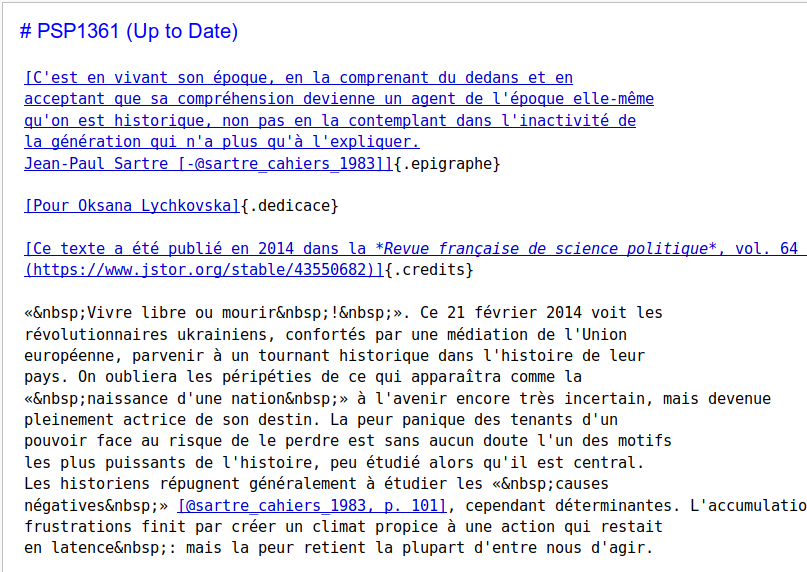 # PSP1361 (Up to Date)
[C'est en vivant son époque, en la comprenant du dedans et en
acceptant que sa compréhension devienne un agent de l'époque elle-même
qu'on est historique, non pas en la contemplant dans l'inactivité de
la génération qui n'a plus qu'à l'expliquer.
Jean-Paul Sartre [-@sartre_cahiers_1983]]{.epigraphe}
[Pour Oksana Lychkovska]{.dedicace}
[Ce texte a été publié en 2014 dans la *Revue française de science politique*, vol. 64
(https://www.jstor.org/stable/43550682)]{.credits}
«&nbsp;Vivre libre ou mourir&nbsp;!&nbsp;». Ce 21 février 2014 voit les
révolutionnaires ukrainiens, confortés par une médiation de l'Union
européenne, parvenir à un tournant historique dans l'histoire de leur
pays. On oubliera les péripéties de ce qui apparaîtra comme la
«&nbsp;naissance d'une nation&nbsp;» à l'avenir encore très incertain, mais devenue
pleinement actrice de son destin. La peur panique des tenants d'un
pouvoir face au risque de le perdre est sans aucun doute l'un des motifs
les plus puissants de l'histoire, peu étudié alors qu'il est central.
Les historiens répugnent généralement à étudier les «&nbsp;causes
négatives&nbsp;» [@sartre_cahiers_1983, p. 101], cependant déterminantes. L'accumulatio
frustrations finit par créer un climat propice à une action qui restait
en latence&nbsp;: mais la peur retient la plupart d'entre nous d'agir.